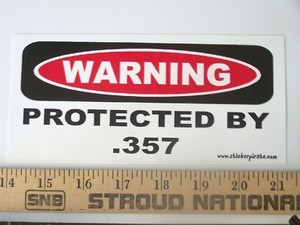 WARNING
PROTECTED BY
.357
www.stickerpirate.com
14 15 16 17 18 19 20 21
SNB STROUD NATIONAL